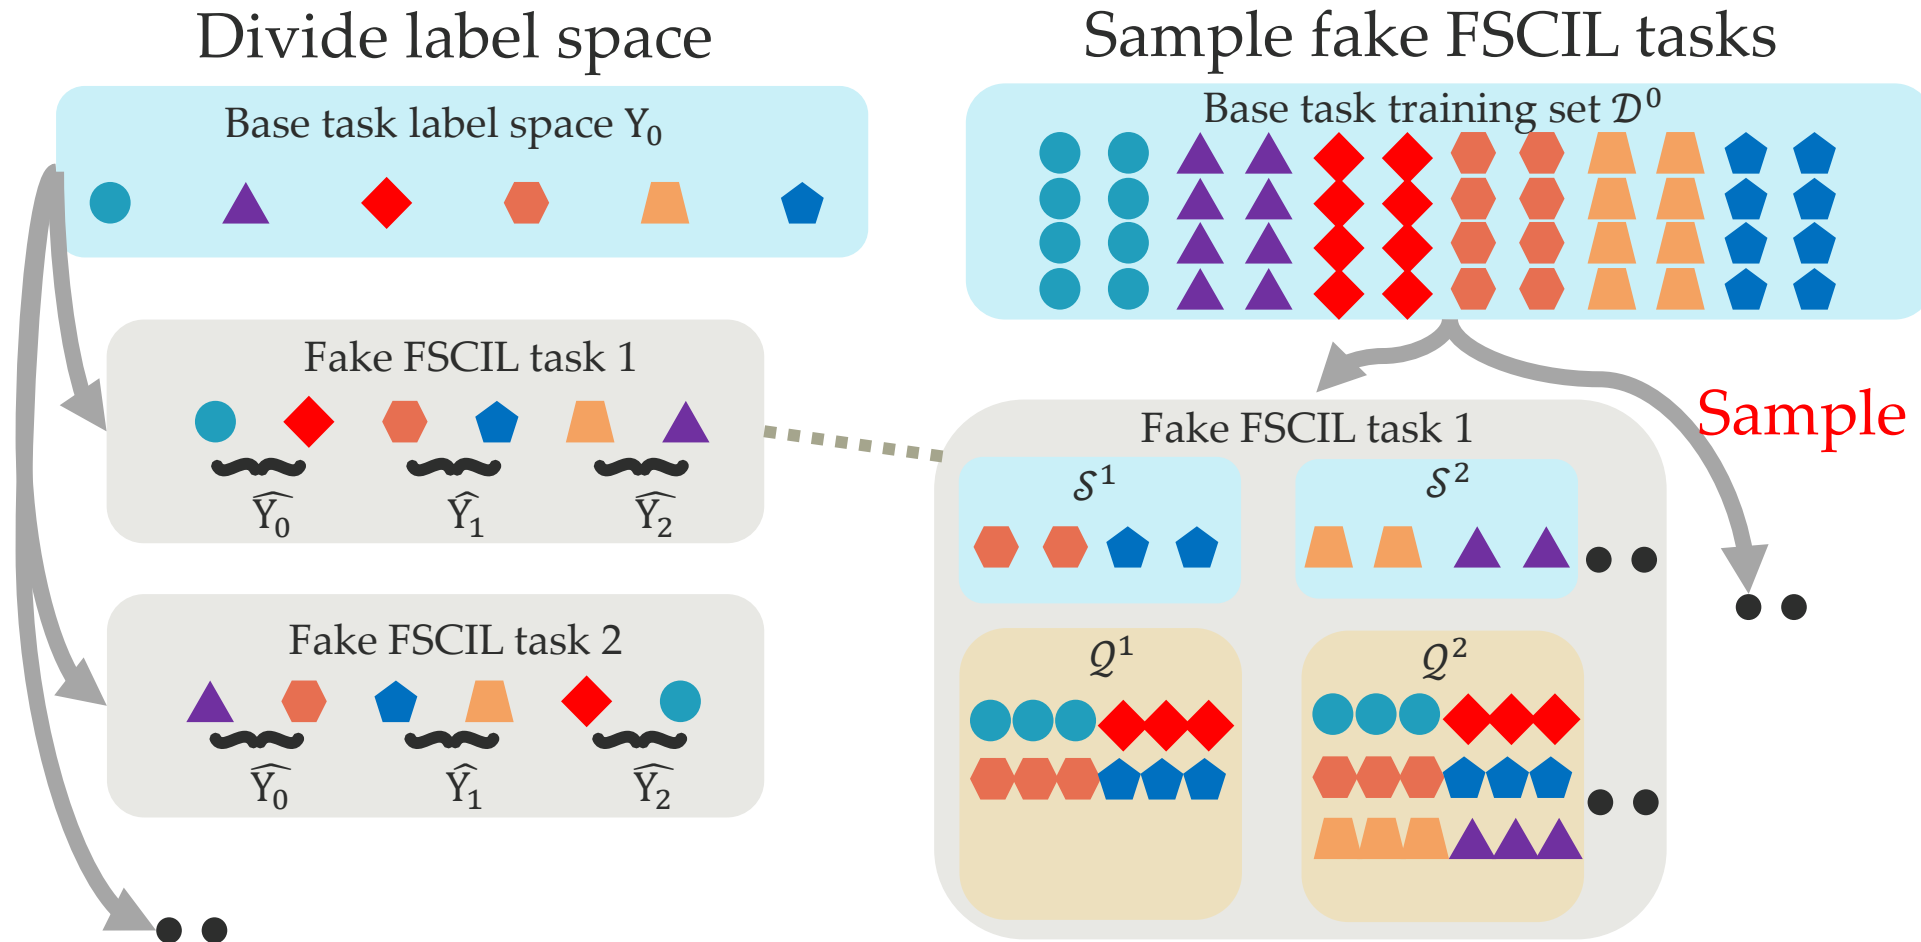 Divide label space
Base task label space Y₀
Fake FSCIL task 1
Ŷ₀ Ŷ₁ Ŷ₂
Fake FSCIL task 2
Ŷ₀ Ŷ₁ Ŷ₂
Sample fake FSCIL tasks
Base task training set 𝒟⁰
Sample
Fake FSCIL task 1
𝒮¹ 𝒮²
𝒬¹ 𝒬²